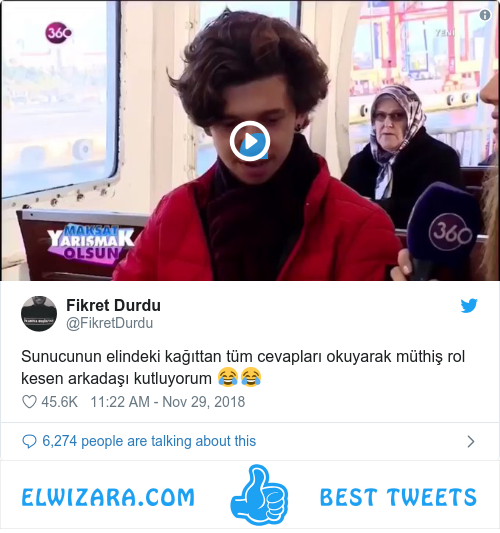 360
YENİ
MAKSAT
YARISMAK
OLSUN
360
Fikret Durdu
@FikretDurdu
Sunucunun elindeki kağıttan tüm cevapları okuyarak müthiş rol
kesen arkadaşı kutluyorum 😂😂
45.6K 11:22 AM - Nov 29, 2018
6,274 people are talking about this
ELWIZARA.COM BEST TWEETS